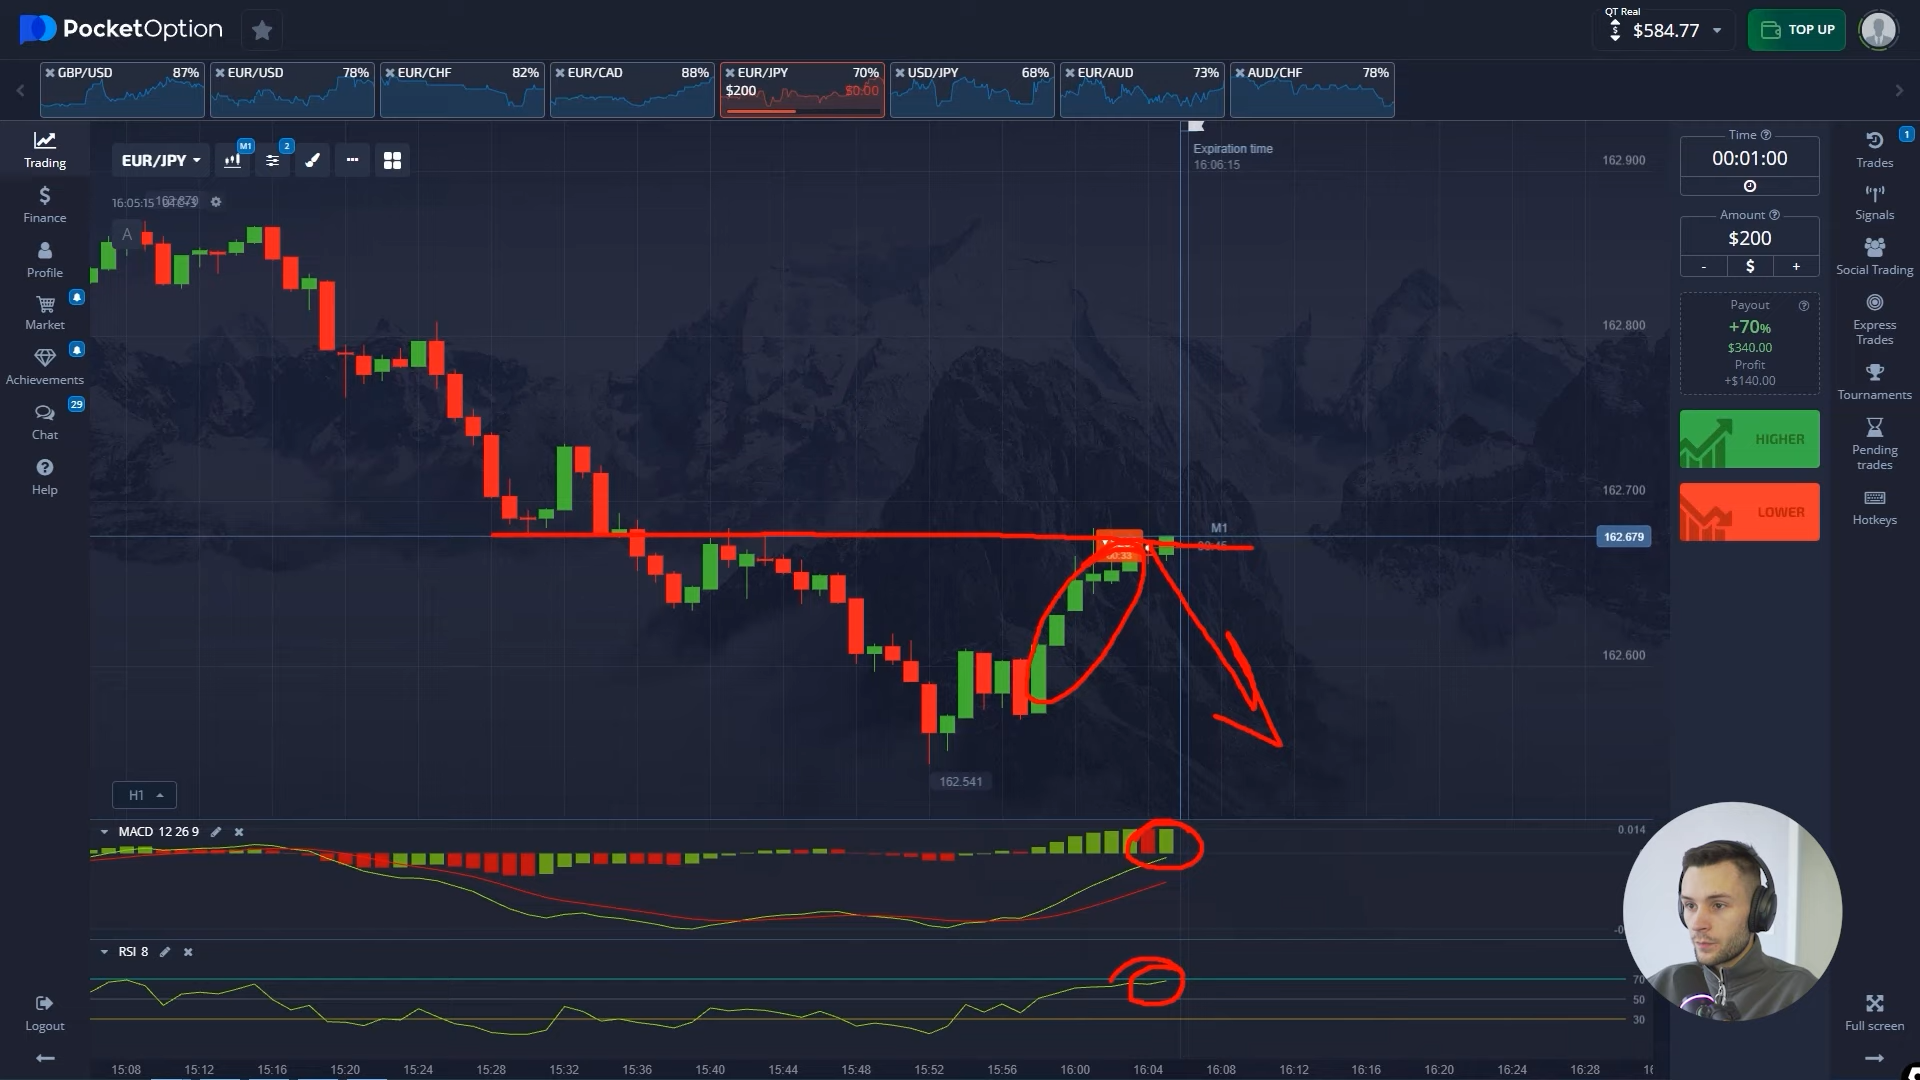 PocketOption
QT Real
$584.77
TOP UP
GBP/USD 87%
EUR/USD 78%
EUR/CHF 82%
EUR/CAD 88%
EUR/JPY 70%
$200 $0.00
USD/JPY 68%
EUR/AUD 73%
AUD/CHF 78%
Trading
Finance
Profile
Market
Achievements
29
Chat
Help
Logout
EUR/JPY
M1
2
16:05:15
162.870
A
Expiration time
16:06:15
162.900
162.800
162.700
162.679
162.600
M1
00:33
162.541
H1
MACD 12 26 9
0.014
RSI 8
70
50
30
15:08 15:12 15:16 15:20 15:24 15:28 15:32 15:36 15:40 15:44 15:48 15:52 15:56 16:00 16:04 16:08 16:12 16:16 16:20 16:24 16:28
Time
00:01:00
Amount
$200
- $ +
Payout
+70%
$340.00
Profit
+$140.00
HIGHER
LOWER
1
Trades
Signals
Social Trading
Express
Trades
Tournaments
Pending
trades
Hotkeys
Full screen